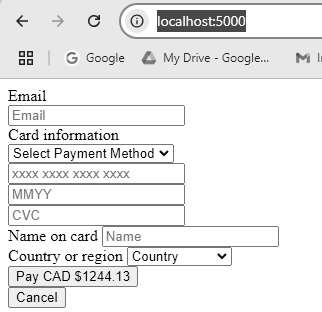 localhost:5000
Google
My Drive - Google...
Email
Email
Card information
Select Payment Method
xxxx xxxx xxxx xxxx
MMYY
CVC
Name on card Name
Country or region Country
Pay CAD $1244.13
Cancel